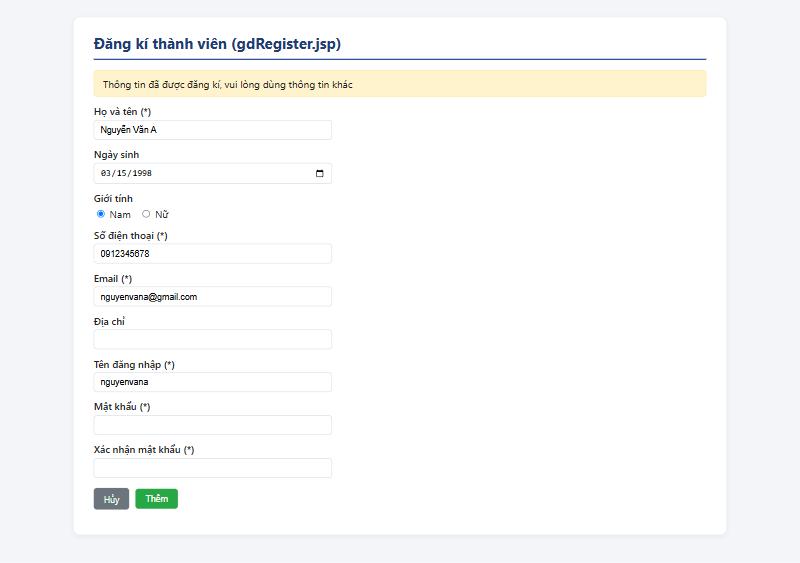 Đăng kí thành viên (gdRegister.jsp)
Thông tin đã được đăng kí, vui lòng dùng thông tin khác
Họ và tên (*)
Nguyễn Văn A
Ngày sinh
03/15/1998
Giới tính
Nam Nữ
Số điện thoại (*)
0912345678
Email (*)
nguyenvana@gmail.com
Địa chỉ
Tên đăng nhập (*)
nguyenvana
Mật khẩu (*)
Xác nhận mật khẩu (*)
Hủy Thêm